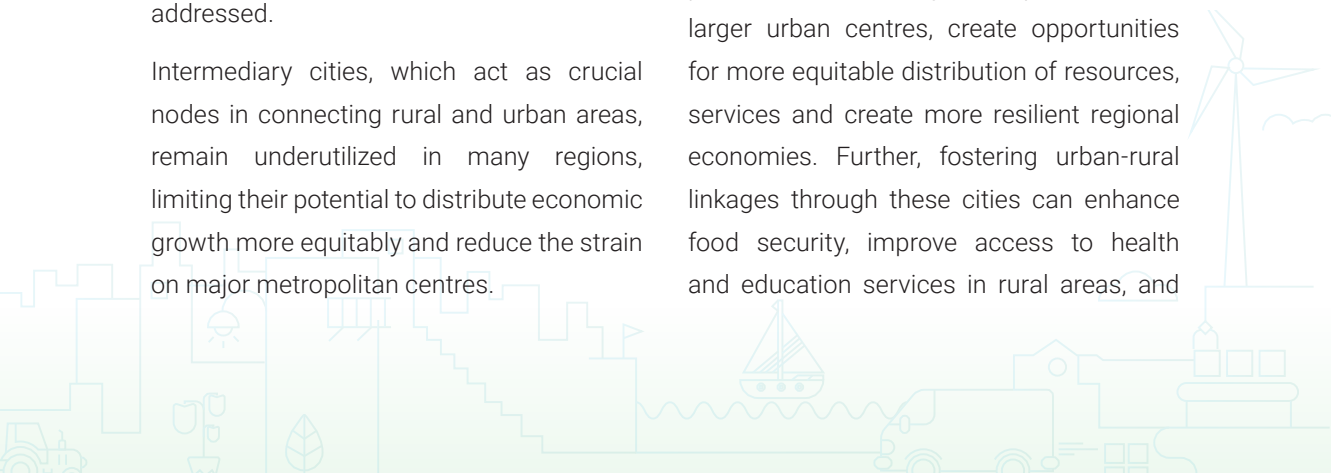 addressed.
Intermediary cities, which act as crucial
nodes in connecting rural and urban areas,
remain underutilized in many regions,
limiting their potential to distribute economic
growth more equitably and reduce the strain
on major metropolitan centres.
larger urban centres, create opportunities
for more equitable distribution of resources,
services and create more resilient regional
economies. Further, fostering urban-rural
linkages through these cities can enhance
food security, improve access to health
and education services in rural areas, and